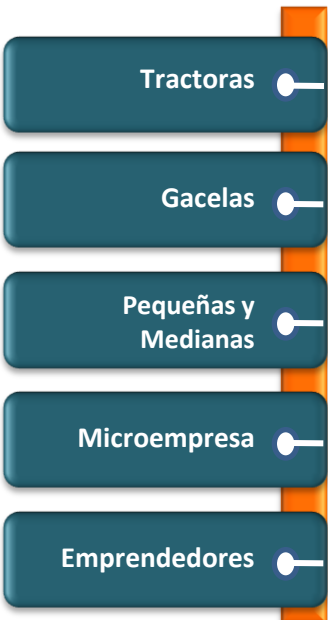 Tractoras
Gacelas
Pequeñas y
Medianas
Microempresa
Emprendedores